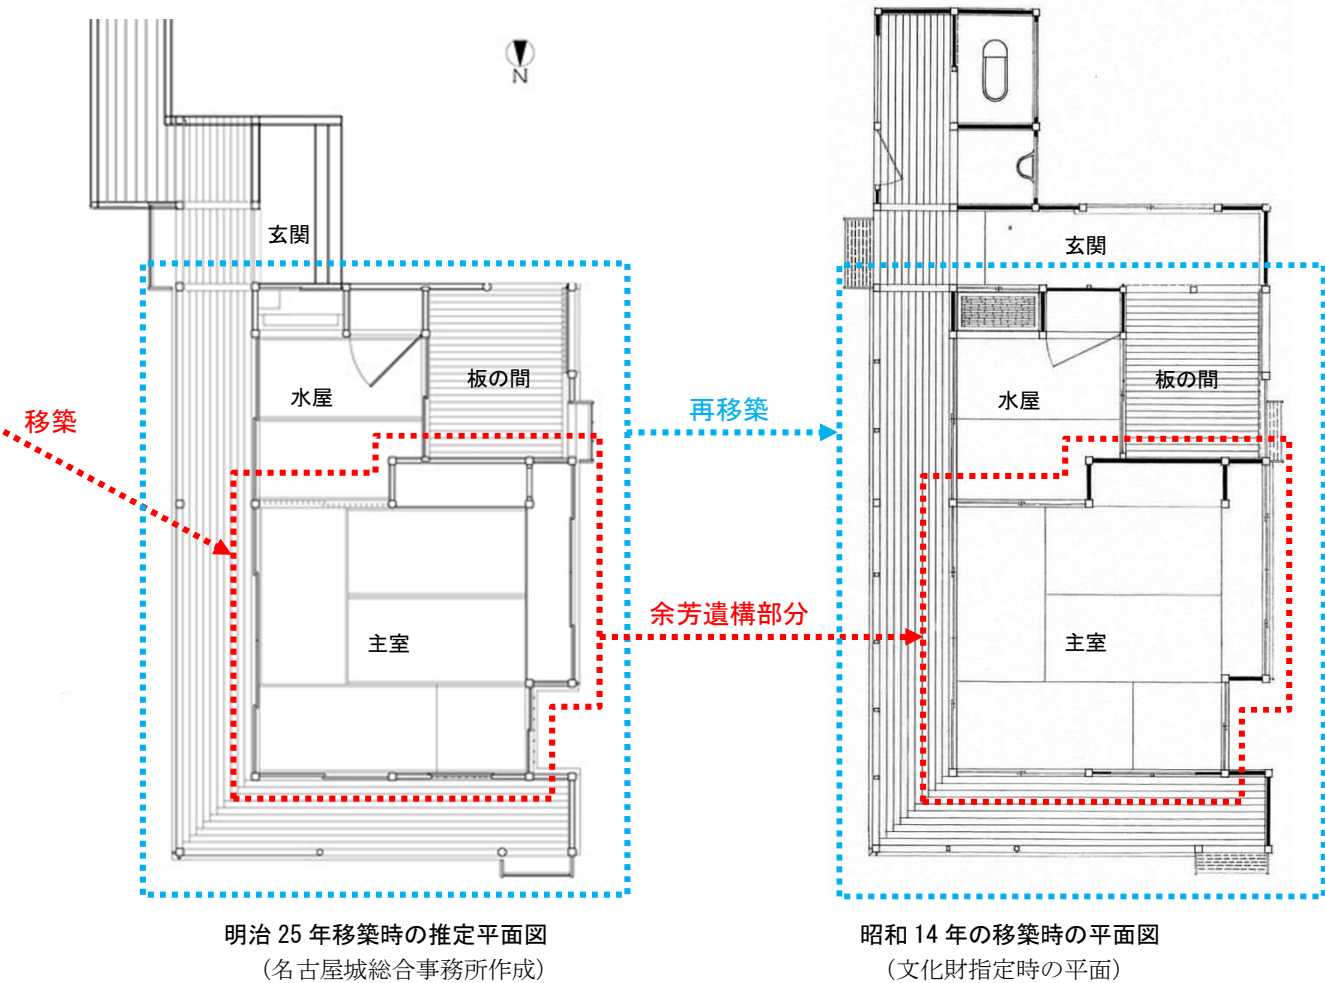 N
玄関
玄関
水屋
板の間
水屋
板の間
移築
再移築
余芳遺構部分
主室
主室
明治 25 年移築時の推定平面図
(名古屋城総合事務所作成)
昭和 14 年の移築時の平面図
(文化財指定時の平面)